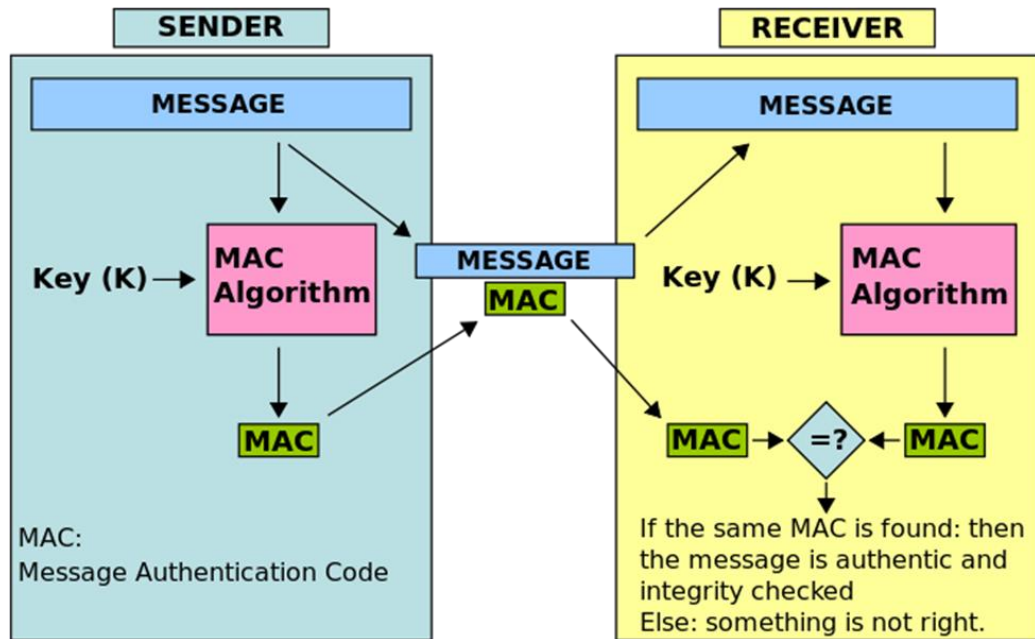 SENDER
MESSAGE
Key (K)
MAC
Algorithm
MAC
MAC:
Message Authentication Code
MESSAGE
MAC
RECEIVER
MESSAGE
Key (K)
MAC
Algorithm
MAC
=?
MAC
If the same MAC is found: then
the message is authentic and
integrity checked
Else: something is not right.